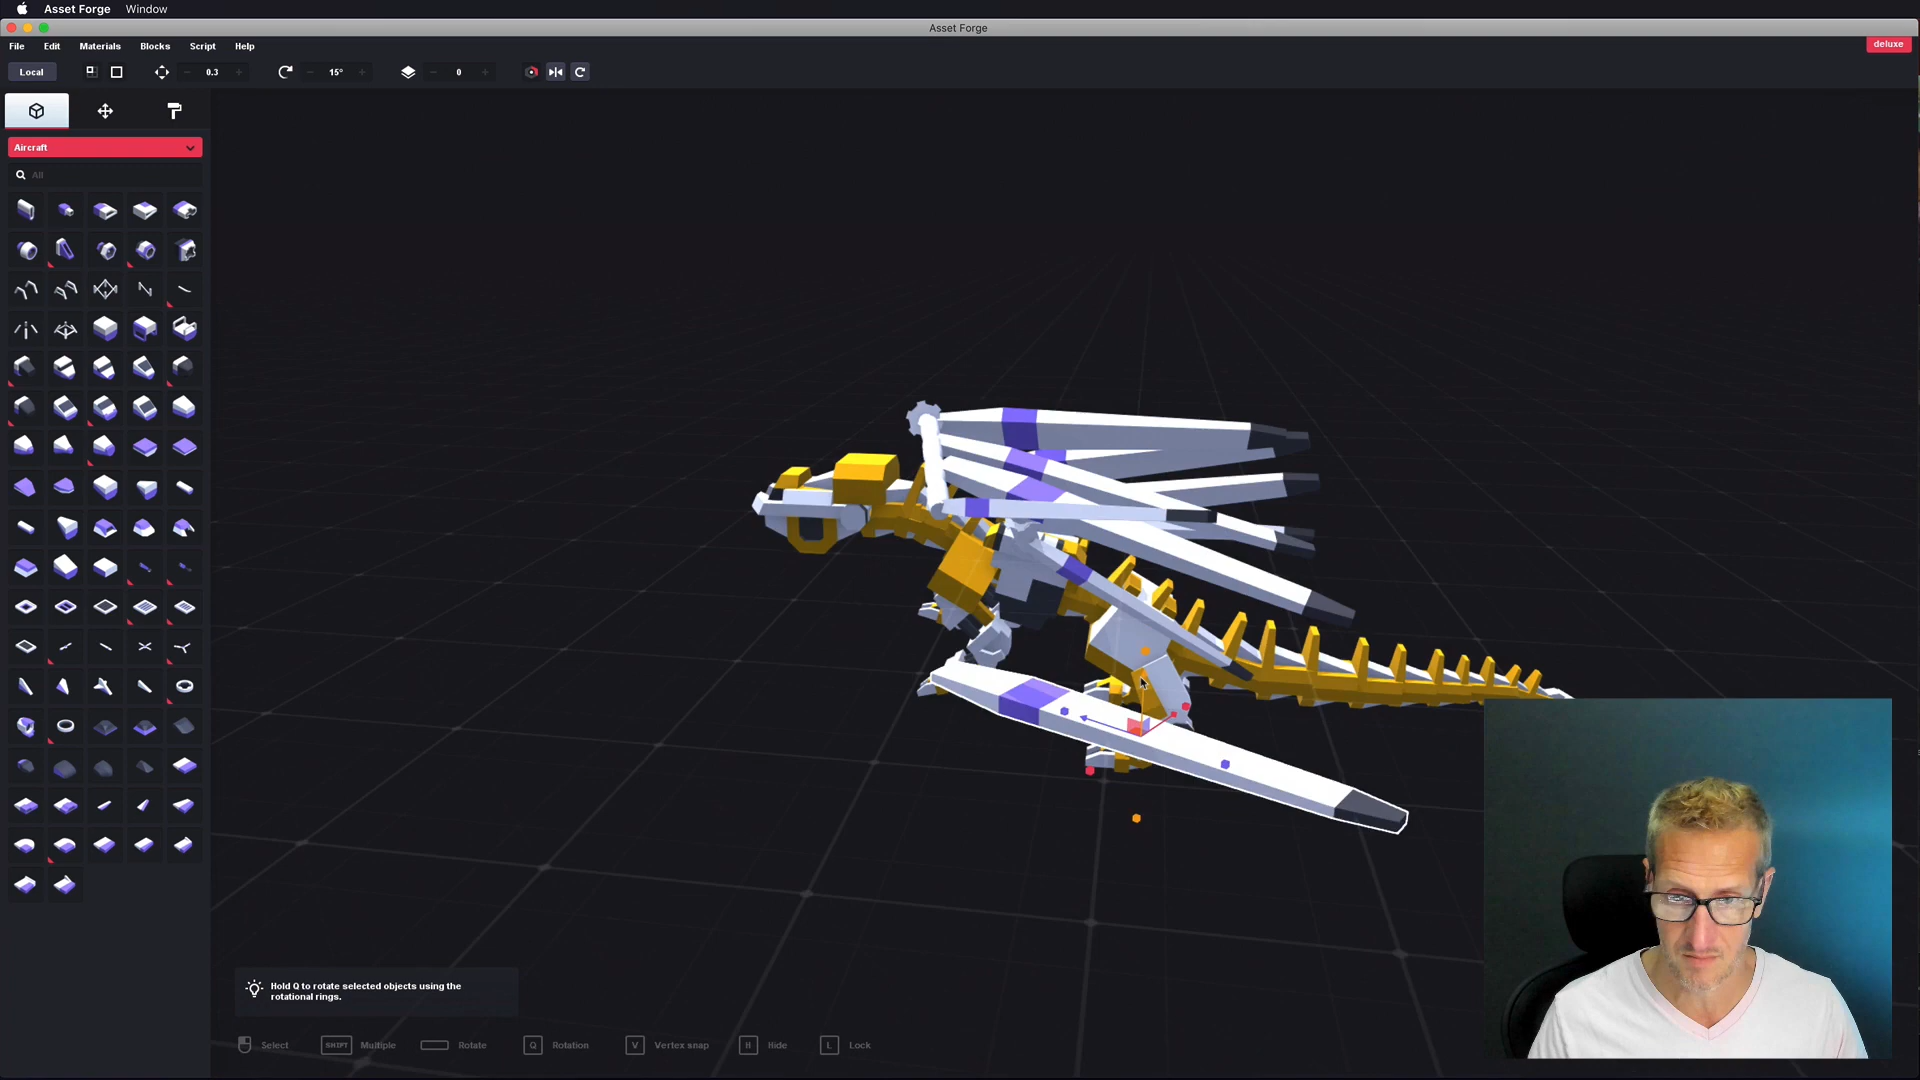 Asset Forge Window
Asset Forge
File Edit Materials Blocks Script Help
deluxe
Local 0.3 15° 0
Aircraft
All
Hold Q to rotate selected objects using the
rotational rings.
Select SHIFT Multiple Rotate Q Rotation V Vertex snap H Hide L Lock